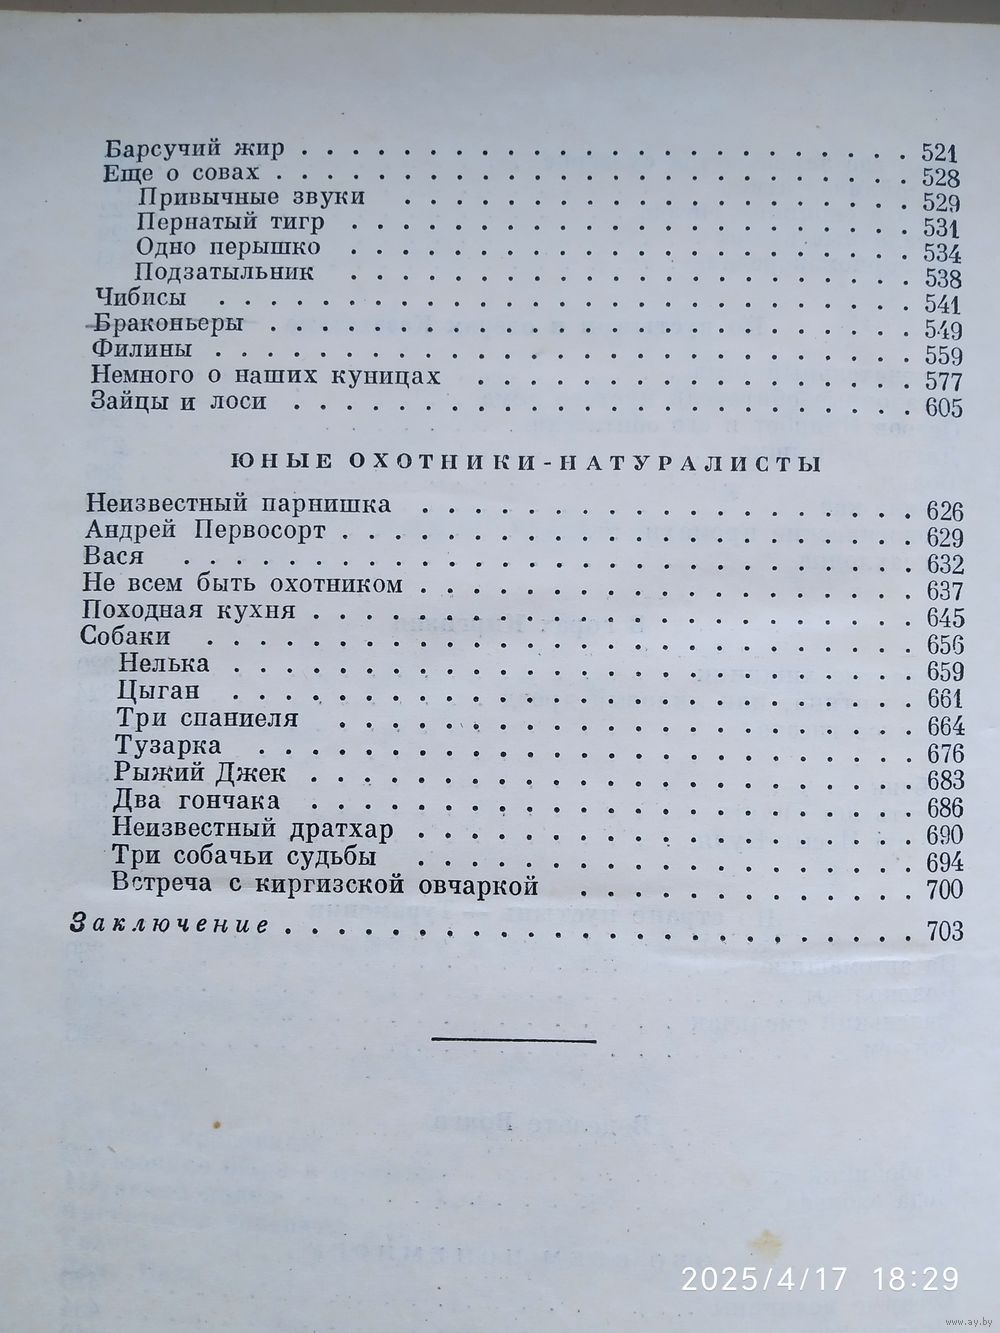 Барсучий жир . . . . . . . . . . . . . . . . . . . . . . . . . . 521
Еще о совах . . . . . . . . . . . . . . . . . . . . . . . . . . . 528
Привычные звуки . . . . . . . . . . . . . . . . . . . . . . 529
Пернатый тигр . . . . . . . . . . . . . . . . . . . . . . . . 531
Одно перышко . . . . . . . . . . . . . . . . . . . . . . . . 534
Подзатыльник . . . . . . . . . . . . . . . . . . . . . . . . 538
Чибисы . . . . . . . . . . . . . . . . . . . . . . . . . . . . . 541
Браконьеры . . . . . . . . . . . . . . . . . . . . . . . . . . . 549
Филины . . . . . . . . . . . . . . . . . . . . . . . . . . . . . 559
Немного о наших куницах . . . . . . . . . . . . . . . . . . 577
Зайцы и лоси . . . . . . . . . . . . . . . . . . . . . . . . . . 605
ЮНЫЕ ОХОТНИКИ-НАТУРАЛИСТЫ
Неизвестный парнишка . . . . . . . . . . . . . . . . . . . 626
Андрей Первосорт . . . . . . . . . . . . . . . . . . . . . . 629
Вася . . . . . . . . . . . . . . . . . . . . . . . . . . . . 632
Не всем быть охотником . . . . . . . . . . . . . . . . . . . 637
Походная кухня . . . . . . . . . . . . . . . . . . . . . . . 645
Собаки . . . . . . . . . . . . . . . . . . . . . . . . . . . 656
Нелька . . . . . . . . . . . . . . . . . . . . . . . . . . 659
Цыган . . . . . . . . . . . . . . . . . . . . . . . . . . 661
Три спаниеля . . . . . . . . . . . . . . . . . . . . . . 664
Тузарка . . . . . . . . . . . . . . . . . . . . . . . . . 676
Рыжий Джек . . . . . . . . . . . . . . . . . . . . . . . 683
Два гончака . . . . . . . . . . . . . . . . . . . . . . . 686
Неизвестный дратхар . . . . . . . . . . . . . . . . . . . 690
Три собачьи судьбы . . . . . . . . . . . . . . . . . . . 694
Встреча с киргизской овчаркой . . . . . . . . . . . . . 700
Заключение . . . . . . . . . . . . . . . . . . . . . . . . 703
2025/4/17 18:29
www.ay.by